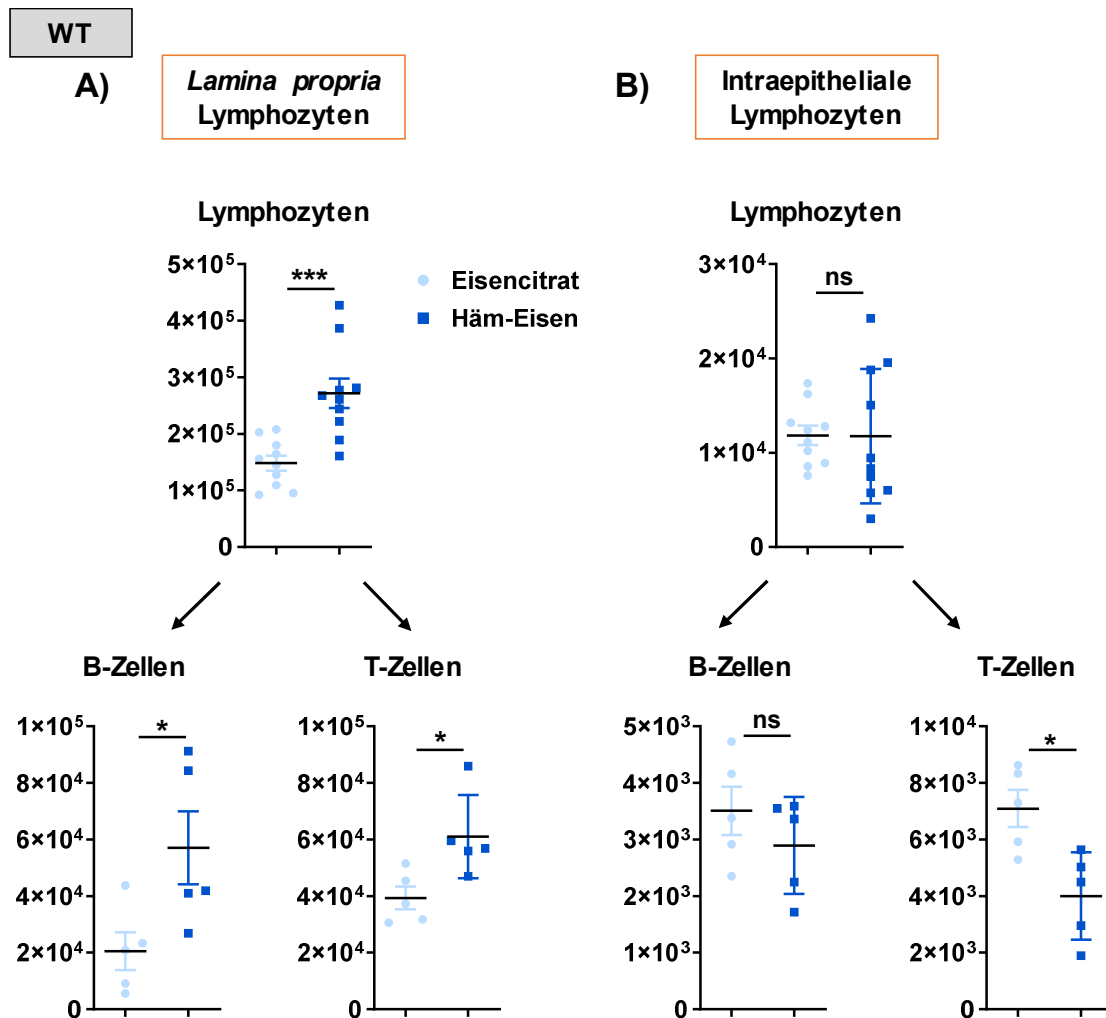 WT
A)
Lamina propria
Lymphozyten
B)
Intraepitheliale
Lymphozyten
Lymphozyten
5×10⁵
4×10⁵
3×10⁵
2×10⁵
1×10⁵
0
***
Eisencitrat
Häm-Eisen
Lymphozyten
3×10⁴
2×10⁴
1×10⁴
0
ns
B-Zellen
1×10⁵
8×10⁴
6×10⁴
4×10⁴
2×10⁴
0
*
T-Zellen
1×10⁵
8×10⁴
6×10⁴
4×10⁴
2×10⁴
0
*
B-Zellen
5×10³
4×10³
3×10³
2×10³
1×10³
0
ns
T-Zellen
1×10⁴
8×10³
6×10³
4×10³
2×10³
0
*